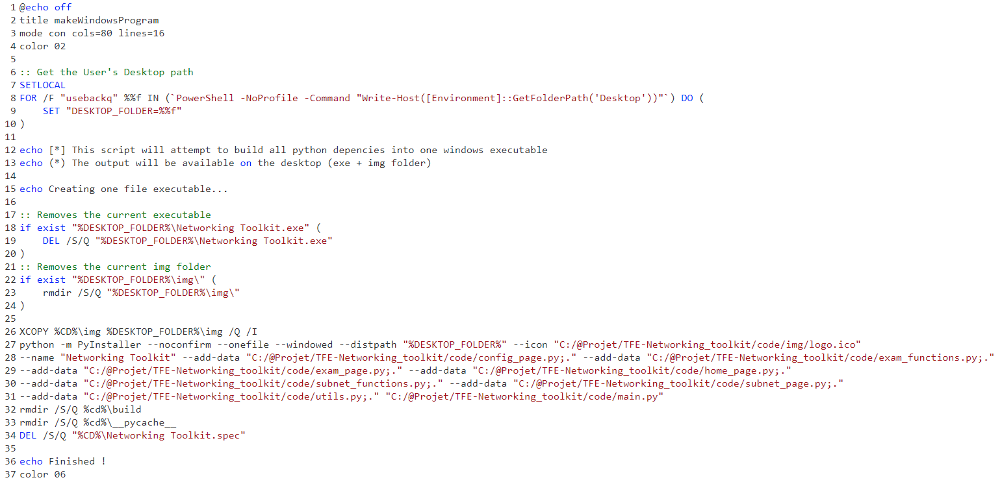 1 @echo off
2 title makeWindowsProgram
3 mode con cols=80 lines=16
4 color 02
5
6 :: Get the User's Desktop path
7 SETLOCAL
8 FOR /F "usebackq" %%f IN (`PowerShell -NoProfile -Command "Write-Host([Environment]::GetFolderPath('Desktop'))"`) DO (
9     SET "DESKTOP_FOLDER=%%f"
10 )
11
12 echo [*] This script will attempt to build all python depencies into one windows executable
13 echo (*) The output will be available on the desktop (exe + img folder)
14
15 echo Creating one file executable...
16
17 :: Removes the current executable
18 if exist "%DESKTOP_FOLDER%\Networking Toolkit.exe" (
19     DEL /S/Q "%DESKTOP_FOLDER%\Networking Toolkit.exe"
20 )
21 :: Removes the current img folder
22 if exist "%DESKTOP_FOLDER%\img\" (
23     rmdir /S/Q "%DESKTOP_FOLDER%\img\"
24 )
25
26 XCOPY %CD%\img %DESKTOP_FOLDER%\img /Q /I
27 python -m PyInstaller --noconfirm --onefile --windowed --distpath "%DESKTOP_FOLDER%" --icon "C:/@Projet/TFE-Networking_toolkit/code/img/logo.ico"
28 --name "Networking Toolkit" --add-data "C:/@Projet/TFE-Networking_toolkit/code/config_page.py;." --add-data "C:/@Projet/TFE-Networking_toolkit/code/exam_functions.py;."
29 --add-data "C:/@Projet/TFE-Networking_toolkit/code/exam_page.py;." --add-data "C:/@Projet/TFE-Networking_toolkit/code/home_page.py;."
30 --add-data "C:/@Projet/TFE-Networking_toolkit/code/subnet_functions.py;." --add-data "C:/@Projet/TFE-Networking_toolkit/code/subnet_page.py;."
31 --add-data "C:/@Projet/TFE-Networking_toolkit/code/utils.py;." "C:/@Projet/TFE-Networking_toolkit/code/main.py"
32 rmdir /S/Q %cd%\build
33 rmdir /S/Q %cd%\__pycache__
34 DEL /S/Q "%CD%\Networking Toolkit.spec"
35
36 echo Finished !
37 color 06